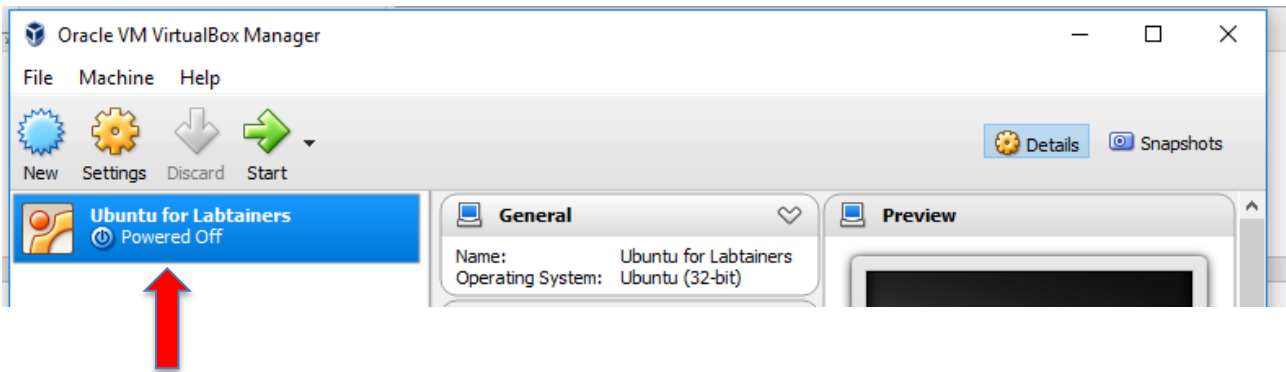 Oracle VM VirtualBox Manager
File Machine Help
New Settings Discard Start
Details Snapshots
Ubuntu for Labtainers
Powered Off
General
Name: Ubuntu for Labtainers
Operating System: Ubuntu (32-bit)
Preview